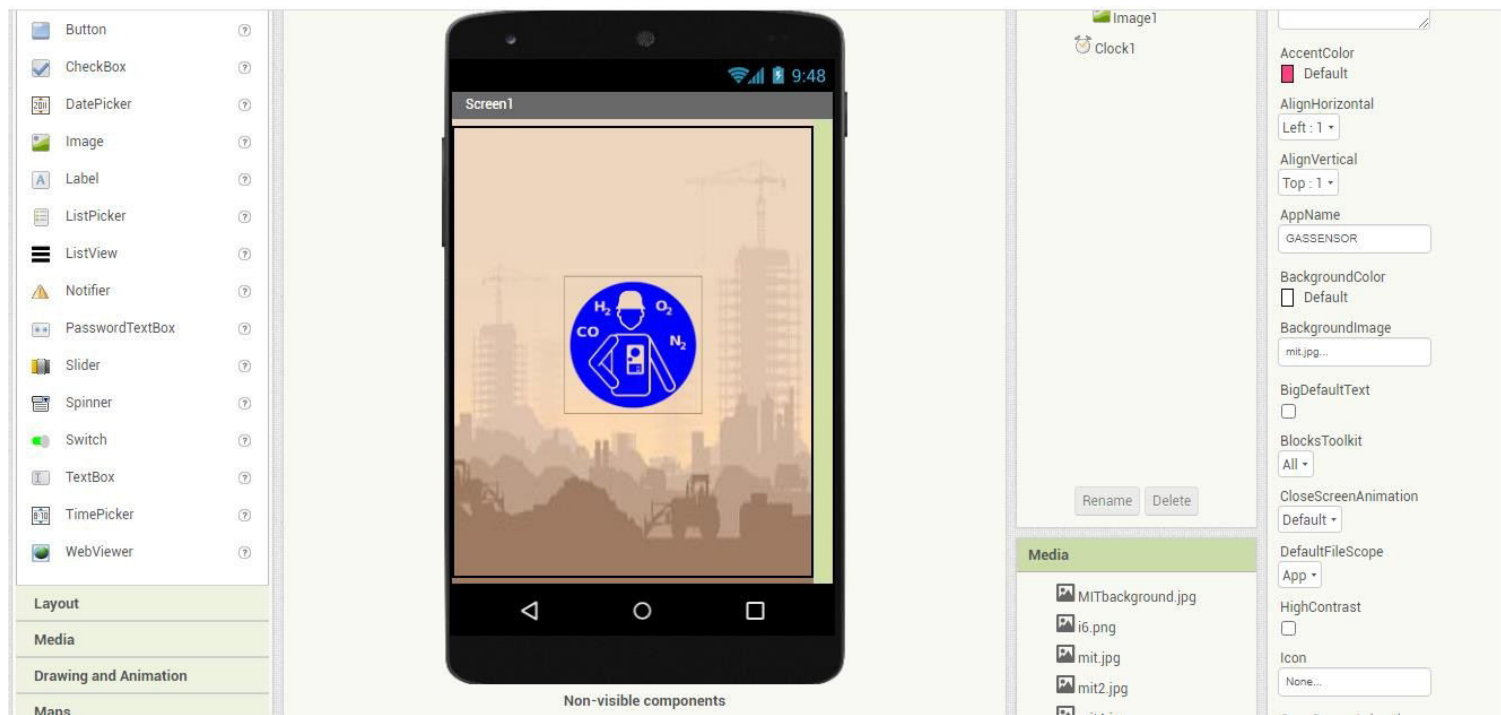 Button
CheckBox
DatePicker
Image
Label
ListPicker
ListView
Notifier
PasswordTextBox
Slider
Spinner
Switch
TextBox
TimePicker
WebViewer
Layout
Media
Drawing and Animation
Maps
9:48
Screen1
H2
O2
CO
N2
Non-visible components
Image1
Clock1
Rename Delete
Media
MITbackground.jpg
i6.png
mit.jpg
mit2.jpg
AccentColor
Default
AlignHorizontal
Left : 1
AlignVertical
Top : 1
AppName
GASSENSOR
BackgroundColor
Default
BackgroundImage
mit.jpg...
BigDefaultText
BlocksToolkit
All
CloseScreenAnimation
Default
DefaultFileScope
App
HighContrast
Icon
None...